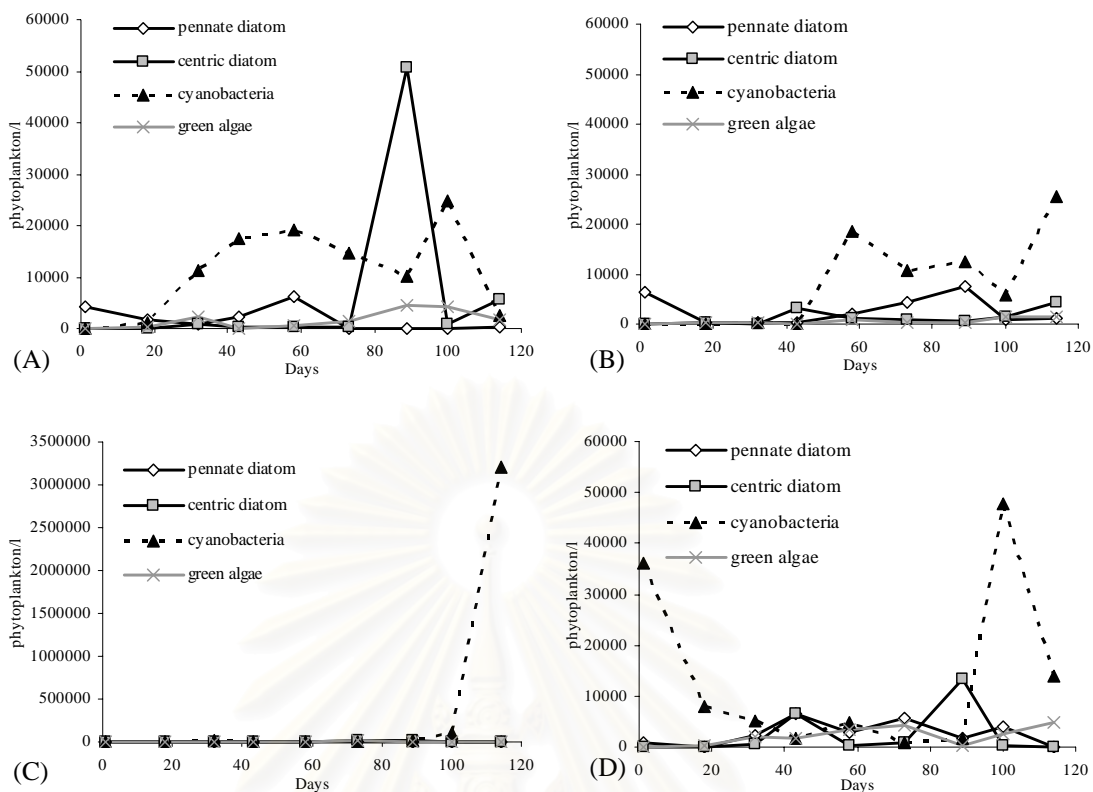 60000
50000
40000
30000
20000
10000
0
phytoplankton/l
pennate diatom
centric diatom
cyanobacteria
green algae
0 20 40 60 80 100 120
Days
(A)
60000
50000
40000
30000
20000
10000
0
phytoplankton/l
pennate diatom
centric diatom
cyanobacteria
green algae
0 20 40 60 80 100 120
Days
(B)
3500000
3000000
2500000
2000000
1500000
1000000
500000
0
phytoplankton/l
pennate diatom
centric diatom
cyanobacteria
green algae
0 20 40 60 80 100 120
Days
(C)
60000
50000
40000
30000
20000
10000
0
phytoplankton/l
pennate diatom
centric diatom
cyanobacteria
green algae
0 20 40 60 80 100 120
Days
(D)